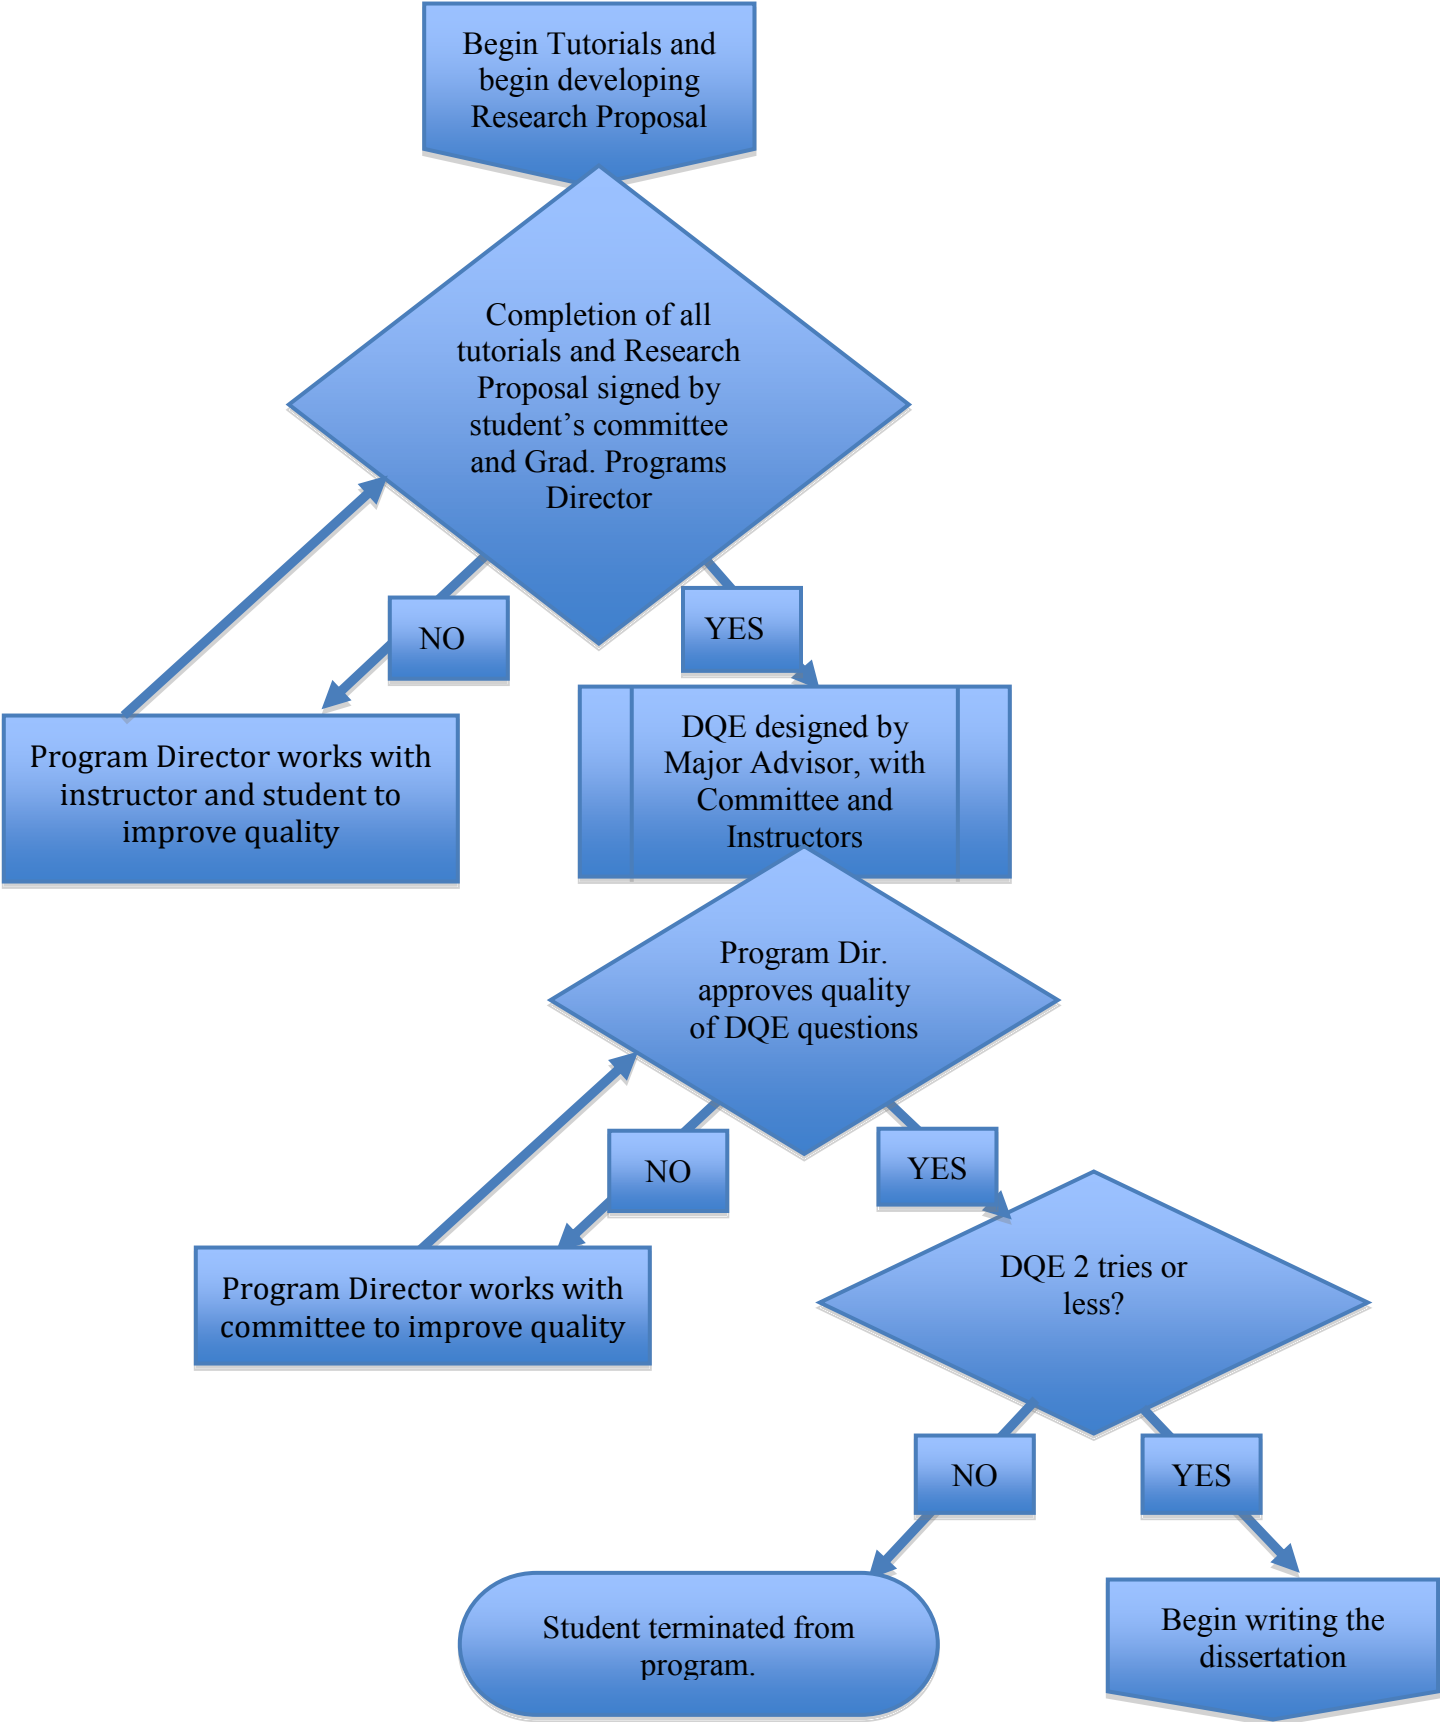 Begin Tutorials and
begin developing
Research Proposal
Completion of all
tutorials and Research
Proposal signed by
student’s committee
and Grad. Programs
Director
NO
YES
Program Director works with
instructor and student to
improve quality
DQE designed by
Major Advisor, with
Committee and
Instructors
Program Dir.
approves quality
of DQE questions
NO
YES
Program Director works with
committee to improve quality
DQE 2 tries or
less?
NO
YES
Student terminated from
program.
Begin writing the
dissertation